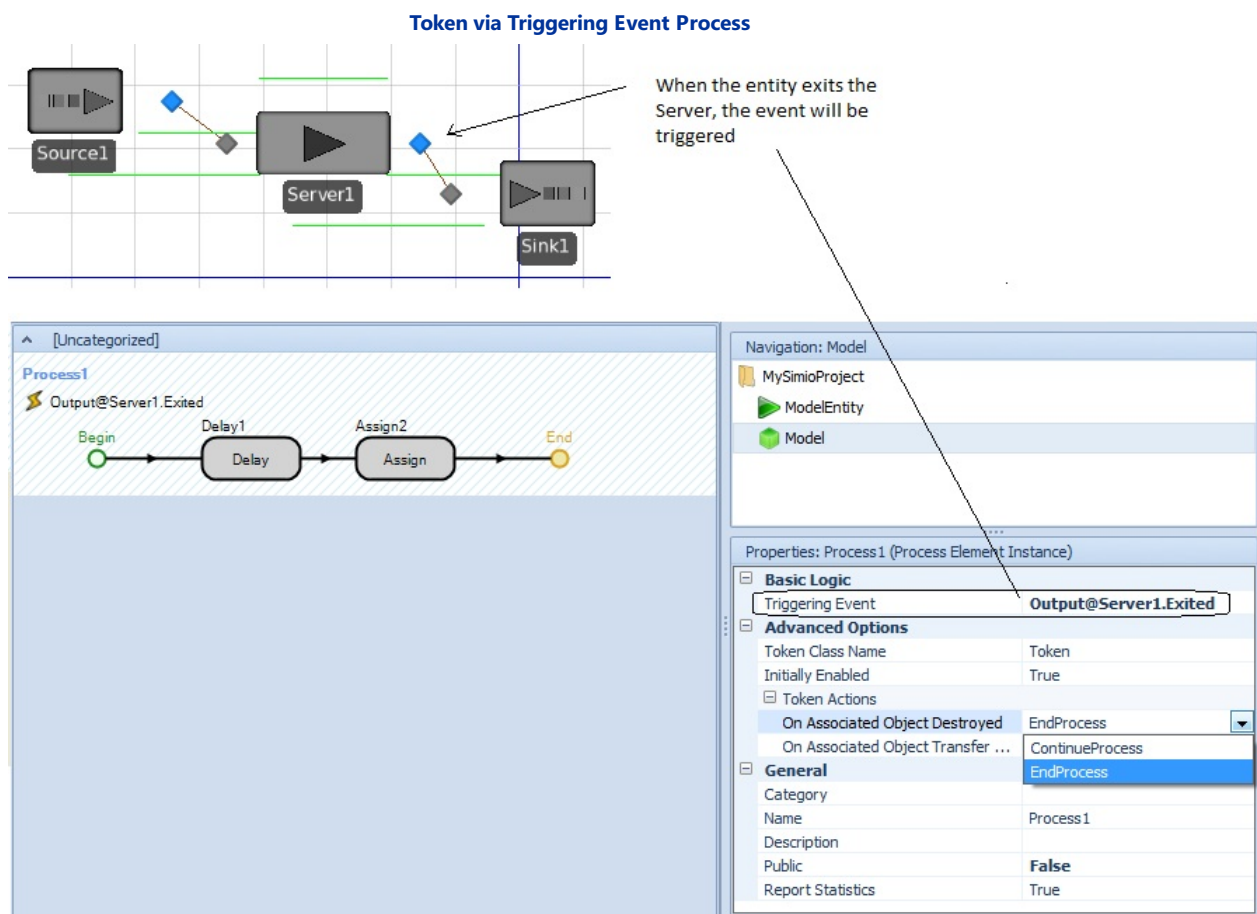 Token via Triggering Event Process
When the entity exits the
Server, the event will be
triggered
Source1
Server1
Sink1
[Uncategorized]
Process1
Output@Server1.Exited
Begin
Delay1
Assign2
End
Delay
Assign
Navigation: Model
MySimioProject
ModelEntity
Model
Properties: Process1 (Process Element Instance)
Basic Logic
Triggering Event Output@Server1.Exited
Advanced Options
Token Class Name Token
Initially Enabled True
Token Actions
On Associated Object Destroyed EndProcess
On Associated Object Transfer ... ContinueProcess
EndProcess
General
Category
Name Process1
Description
Public False
Report Statistics True